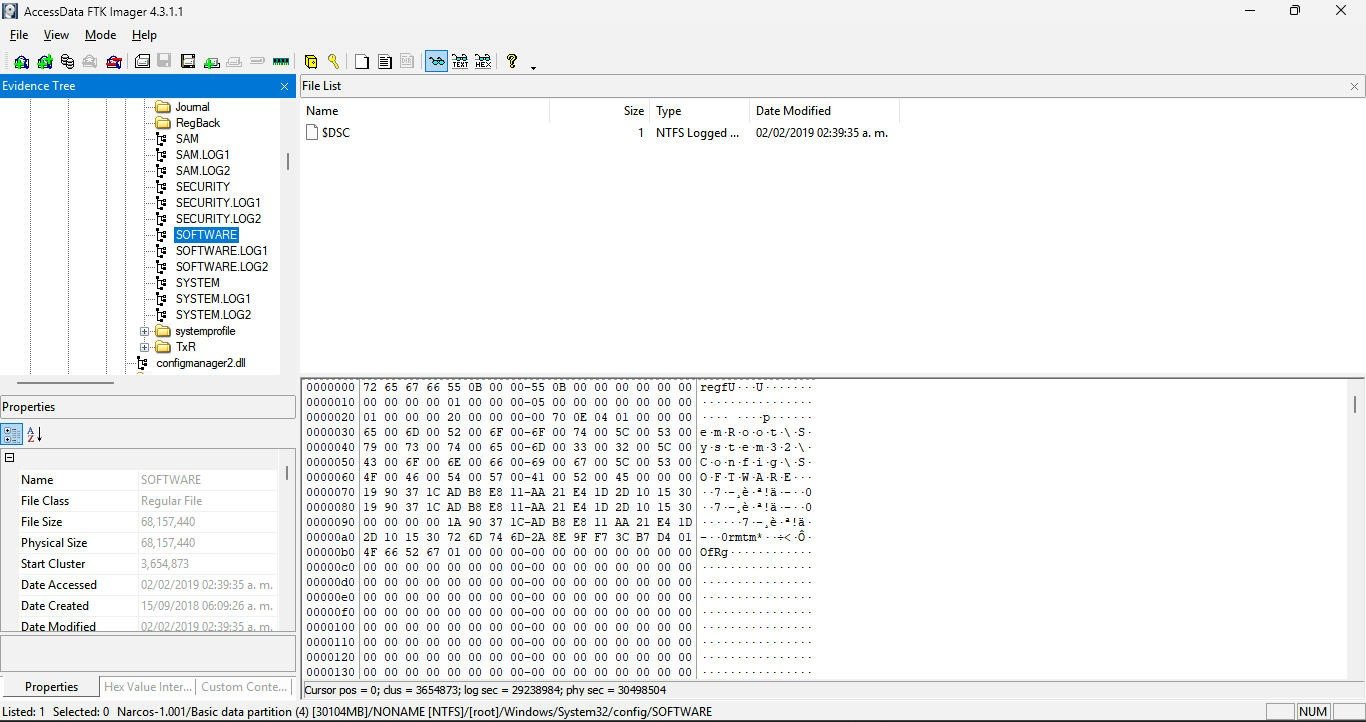 AccessData FTK Imager 4.3.1.1
File View Mode Help
TEXT HEX
Evidence Tree
File List
Journal
RegBack
SAM
SAM.LOG1
SAM.LOG2
SECURITY
SECURITY.LOG1
SECURITY.LOG2
SOFTWARE
SOFTWARE.LOG1
SOFTWARE.LOG2
SYSTEM
SYSTEM.LOG1
SYSTEM.LOG2
systemprofile
TxR
configmanager2.dll
Name Size Type Date Modified
$DSC 1 NTFS Logged ... 02/02/2019 02:39:35 a. m.
Properties
Name SOFTWARE
File Class Regular File
File Size 68,157,440
Physical Size 68,157,440
Start Cluster 3,654,873
Date Accessed 02/02/2019 02:39:35 a. m.
Date Created 15/09/2018 06:09:26 a. m.
Date Modified 02/02/2019 02:39:35 a. m.
Properties Hex Value Inter... Custom Conte...
0000000 72 65 67 66 55 0B 00 00-55 0B 00 00 00 00 00 00 regfU···U·······
0000010 00 00 00 00 01 00 00 00-05 00 00 00 00 00 00 00 ················
0000020 01 00 00 00 20 00 00 00-00 70 0E 04 01 00 00 00 ···· ····p······
0000030 65 00 6D 00 52 00 6F 00-6F 00 74 00 5C 00 53 00 e·m·R·o·o·t·\·S·
0000040 79 00 73 00 74 00 65 00-6D 00 33 00 32 00 5C 00 y·s·t·e·m·3·2·\·
0000050 43 00 6F 00 6E 00 66 00-69 00 67 00 5C 00 53 00 C·o·n·f·i·g·\·S·
0000060 4F 00 46 00 54 00 57 00-41 00 52 00 45 00 00 00 O·F·T·W·A·R·E···
0000070 19 90 37 1C AD B8 E8 11-AA 21 E4 1D 2D 10 15 30 ··7·-¸è·ª!ä·-··0
0000080 19 90 37 1C AD B8 E8 11-AA 21 E4 1D 2D 10 15 30 ··7·-¸è·ª!ä·-··0
0000090 00 00 00 00 1A 90 37 1C-AD B8 E8 11 AA 21 E4 1D ······7·-¸è·ª!ä·
00000a0 2D 10 15 30 72 6D 74 6D-2A 8E 9F F7 3C B7 D4 01 -··0rmtm*··÷<·Ô·
00000b0 4F 66 52 67 01 00 00 00-00 00 00 00 00 00 00 00 OfRg············
00000c0 00 00 00 00 00 00 00 00-00 00 00 00 00 00 00 00 ················
00000d0 00 00 00 00 00 00 00 00-00 00 00 00 00 00 00 00 ················
00000e0 00 00 00 00 00 00 00 00-00 00 00 00 00 00 00 00 ················
00000f0 00 00 00 00 00 00 00 00-00 00 00 00 00 00 00 00 ················
0000100 00 00 00 00 00 00 00 00-00 00 00 00 00 00 00 00 ················
0000110 00 00 00 00 00 00 00 00-00 00 00 00 00 00 00 00 ················
0000120 00 00 00 00 00 00 00 00-00 00 00 00 00 00 00 00 ················
0000130 00 00 00 00 00 00 00 00-00 00 00 00 00 00 00 00 ················
Cursor pos = 0; clus = 3654873; log sec = 29238984; phy sec = 30498504
Listed: 1 Selected: 0 Narcos-1.001/Basic data partition (4) [30104MB]/NONAME [NTFS]/[root]/Windows/System32/config/SOFTWARE NUM